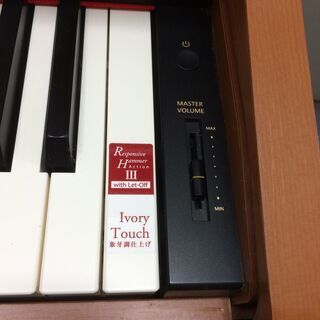 MASTER
VOLUME
MAX
MIN
Responsive
Hammer
Action
III
with Let-Off
Ivory
Touch
象牙調仕上げ